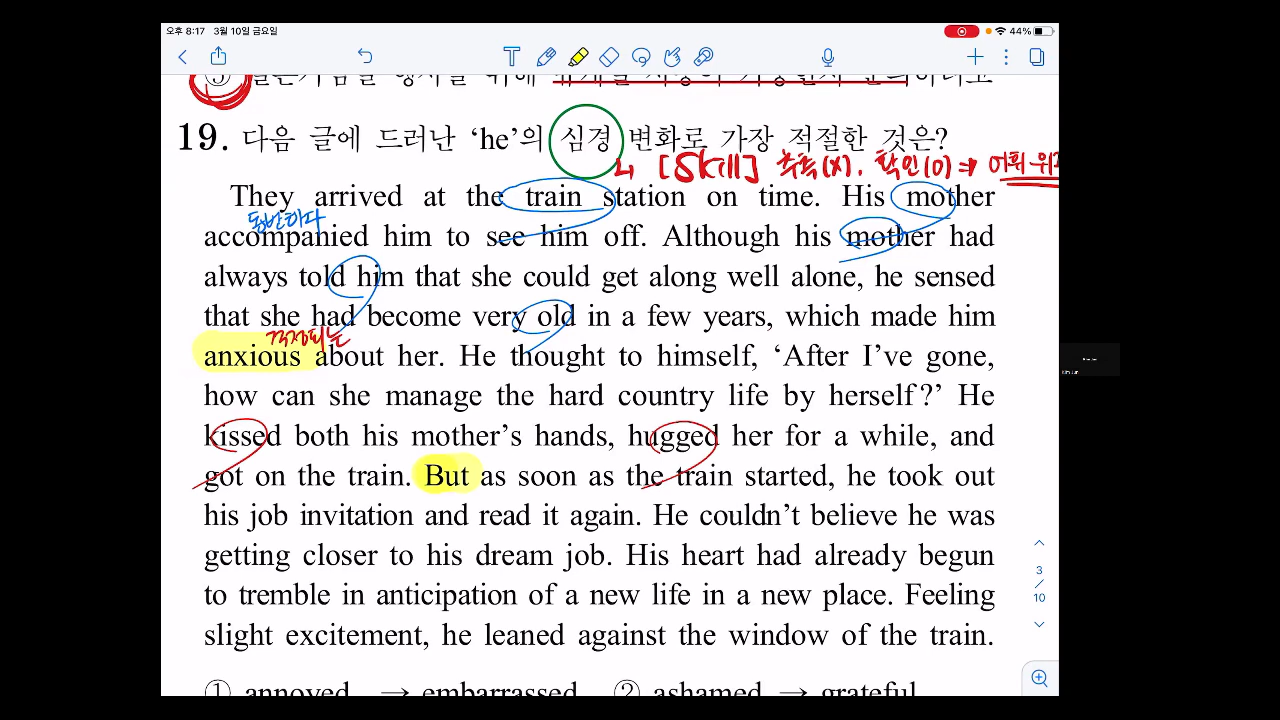 오후 8:17 3월 10일 금요일
44%
T
19. 다음 글에 드러난 ‘he’의 심경 변화로 가장 적절한 것은?
↳ [Skill] 추측(X). 확인(O) ⇒ 어휘-위
They arrived at the train station on time. His mother
동반하다
accompanied him to see him off. Although his mother had
always told him that she could get along well alone, he sensed
that she had become very old in a few years, which made him
걱정되는
anxious about her. He thought to himself, ‘After I’ve gone,
how can she manage the hard country life by herself?’ He
kissed both his mother’s hands, hugged her for a while, and
got on the train. But as soon as the train started, he took out
his job invitation and read it again. He couldn’t believe he was
getting closer to his dream job. His heart had already begun
to tremble in anticipation of a new life in a new place. Feeling
slight excitement, he leaned against the window of the train.
3
/
10
① annoyed → embarrassed ② ashamed → grateful